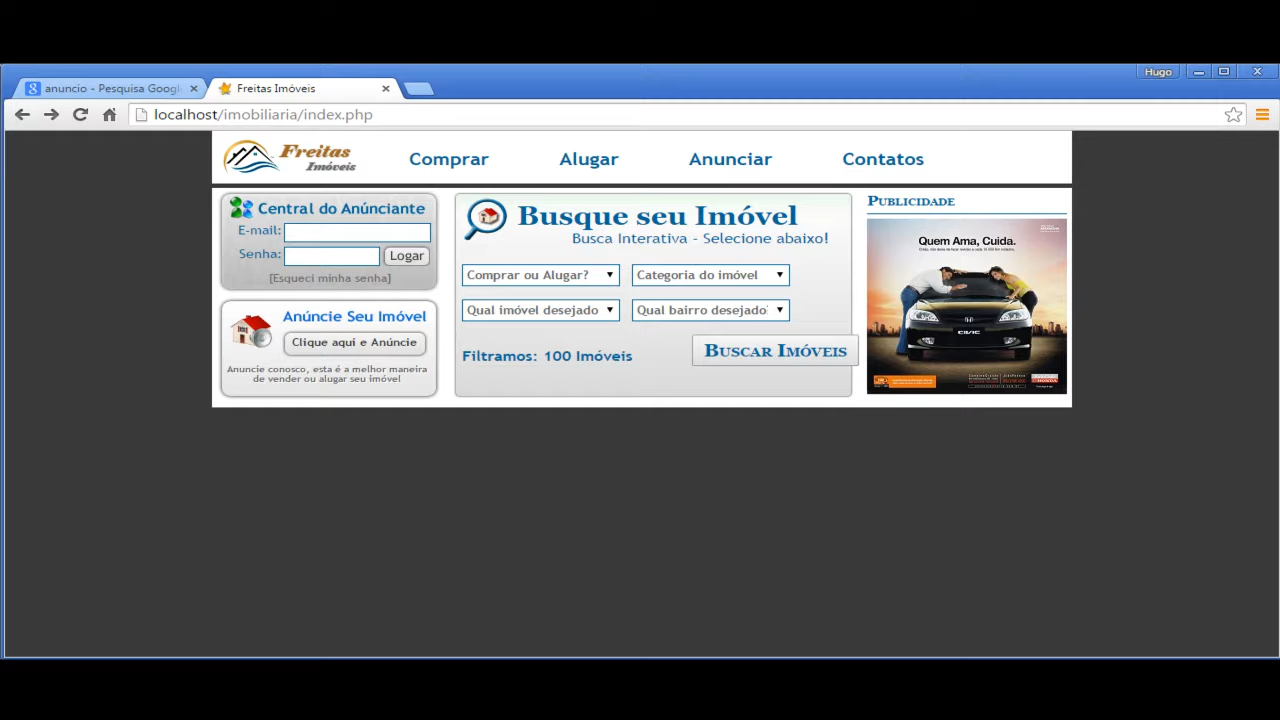 Hugo
anuncio - Pesquisa Googl
Freitas Imóveis
localhost/imobiliaria/index.php
Freitas
Imóveis
Comprar
Alugar
Anunciar
Contatos
Central do Anúnciante
E-mail:
Senha:
Logar
[Esqueci minha senha]
Anúncie Seu Imóvel
Clique aqui e Anúncie
Anuncie conosco, esta é a melhor maneira
de vender ou alugar seu imóvel!
Busque seu Imóvel
Busca Interativa - Selecione abaixo!
Comprar ou Alugar?
Categoria do imóvel
Qual imóvel desejado
Qual bairro desejado
Filtramos: 100 Imóveis
Buscar Imóveis
Publicidade
Quem Ama, Cuida.
CIVIC